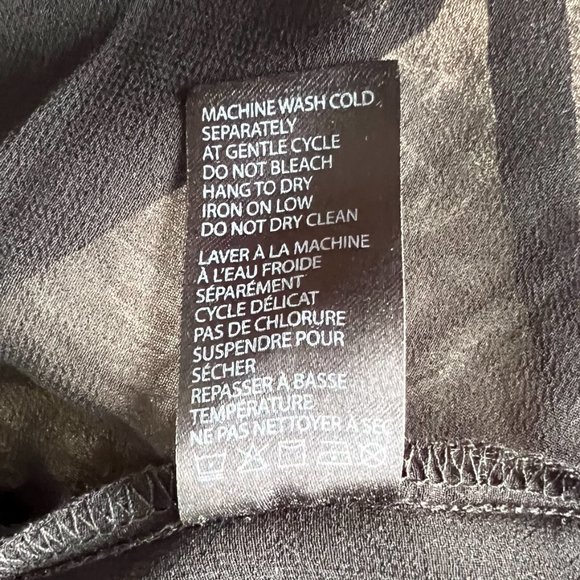 MACHINE WASH COLD
SEPARATELY
AT GENTLE CYCLE
DO NOT BLEACH
HANG TO DRY
IRON ON LOW
DO NOT DRY CLEAN
LAVER À LA MACHINE
À L'EAU FROIDE
SÉPARÉMENT
CYCLE DÉLICAT
PAS DE CHLORURE
SUSPENDRE POUR
SÉCHER
REPASSER À BASSE
TEMPÉRATURE
NE PAS NETTOYER À SEC